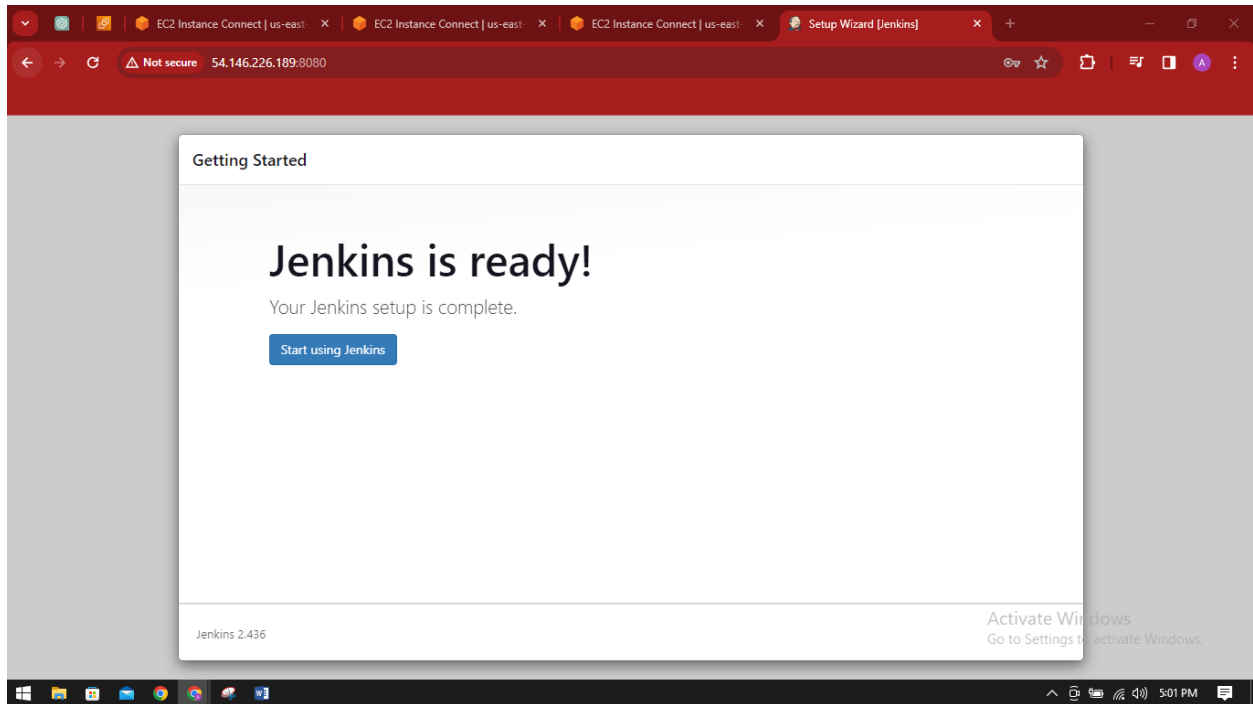 EC2 Instance Connect | us-east-
EC2 Instance Connect | us-east-
EC2 Instance Connect | us-east-
Setup Wizard [Jenkins]
Not secure 54.146.226.189:8080
A
Getting Started
Jenkins is ready!
Your Jenkins setup is complete.
Start using Jenkins
Jenkins 2.436
Activate Windows
Go to Settings to activate Windows.
5:01 PM